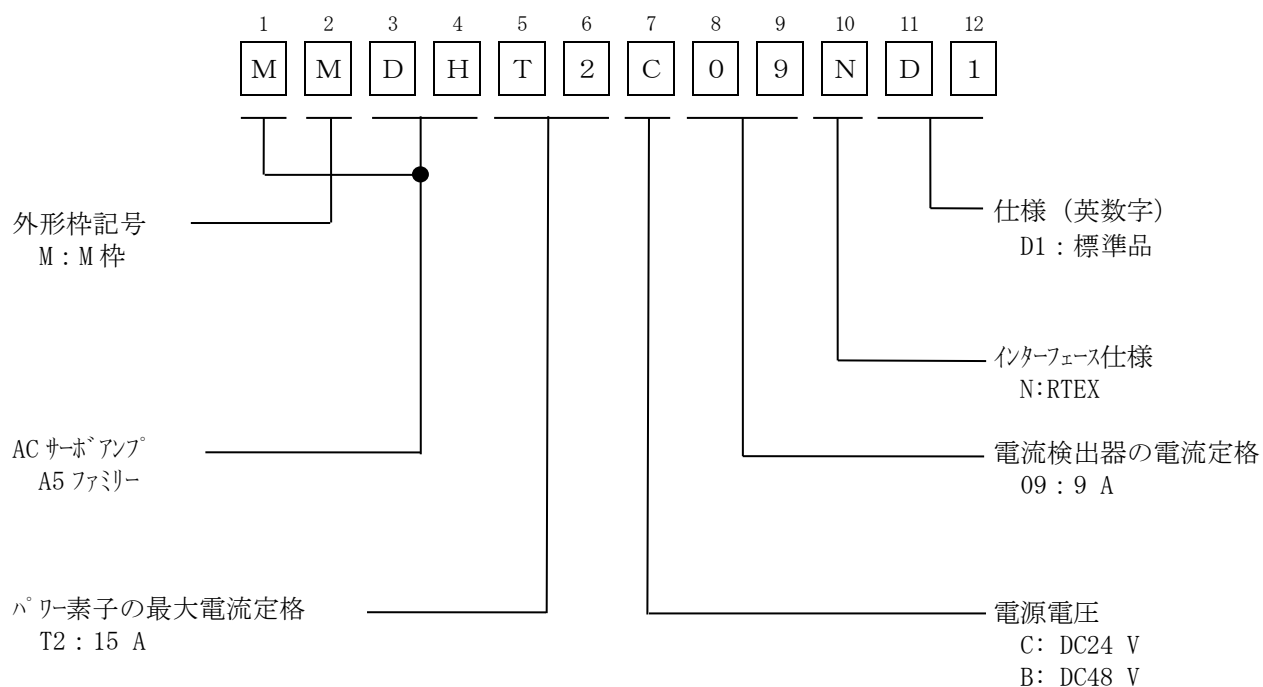 1 2 3 4 5 6 7 8 9 10 11 12
M M D H T 2 C 0 9 N D 1
外形枠記号
M:M枠
ACサーボアンプ
A5ファミリー
パワー素子の最大電流定格
T2:15 A
仕様(英数字)
D1:標準品
インターフェース仕様
N:RTEX
電流検出器の電流定格
09:9 A
電源電圧
C: DC24 V
B: DC48 V